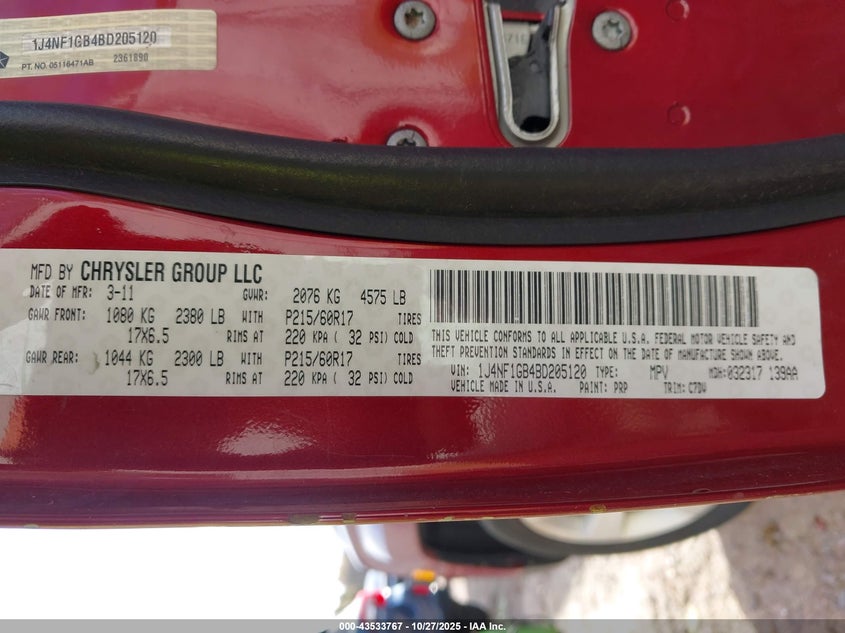 1J4NF1GB4BD205120
PT. NO. 05116471AB 2361890
MFD BY CHRYSLER GROUP LLC
DATE OF MFR: 3-11 GVWR: 2076 KG 4575 LB
GAWR FRONT: 1080 KG 2380 LB WITH P215/60R17 TIRES
17X6.5 RIMS AT 220 KPA ( 32 PSI) COLD
GAWR REAR: 1044 KG 2300 LB WITH P215/60R17 TIRES
17X6.5 RIMS AT 220 KPA ( 32 PSI) COLD
THIS VEHICLE CONFORMS TO ALL APPLICABLE U.S.A. FEDERAL MOTOR VEHICLE SAFETY AND
THEFT PREVENTION STANDARDS IN EFFECT ON THE DATE OF MANUFACTURE SHOWN ABOVE.
VIN: 1J4NF1GB4BD205120 TYPE: MPV MDH:032317 139AA
VEHICLE MADE IN U.S.A. PAINT: PRP TRIM: C7DV
000-43533767 - 10/27/2025 - IAA Holdings, LLC/IAA, Inc.